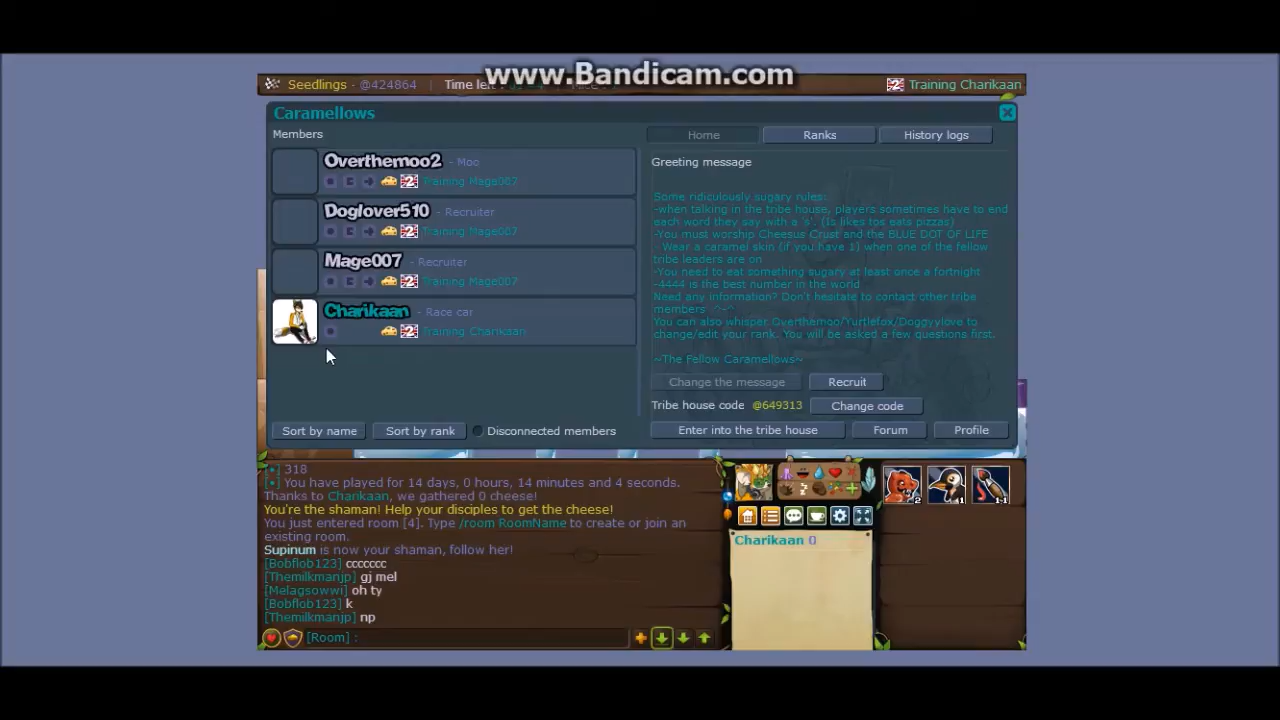 www.Bandicam.com
Seedlings - @424864 | Time left :
Training Charikaan
Caramellows
Members
Home
Ranks
History logs
Overthemoo2 - Moo
Training Mage007
Doglover510 - Recruiter
Training Mage007
Mage007 - Recruiter
Training Mage007
Charikaan - Race car
Training Charikaan
Greeting message
Some ridiculously sugary rules:
-when talking in the tribe house, players sometimes have to end
each word they say with a 's'. (Is likes tos eats pizzas)
-You must worship Cheesus Crust and the BLUE DOT OF LIFE
- Wear a caramel skin (if you have 1) when one of the fellow
tribe leaders are on
-You need to eat something sugary at least once a fortnight
-4444 is the best number in the world
Need any information? Don't hesitate to contact other tribe
members ^-^
You can also whisper Overthemoo/Yurtlefox/Doggyylove to
change/edit your rank. You will be asked a few questions first.
~The Fellow Caramellows~
Change the message
Recruit
Tribe house code @649313
Change code
Sort by name
Sort by rank
Disconnected members
Enter into the tribe house
Forum
Profile
[•] 318
[•] You have played for 14 days, 0 hours, 14 minutes and 4 seconds.
Thanks to Charikaan, we gathered 0 cheese!
You're the shaman! Help your disciples to get the cheese!
You just entered room [4]. Type /room RoomName to create or join an
existing room.
Supinum is now your shaman, follow her!
[Bobflob123] ccccccc
[Themilkmanjp] gj mel
[Melagsowwi] oh ty
[Bobflob123] k
[Themilkmanjp] np
[Room] :
Charikaan 0
2
1
1-1